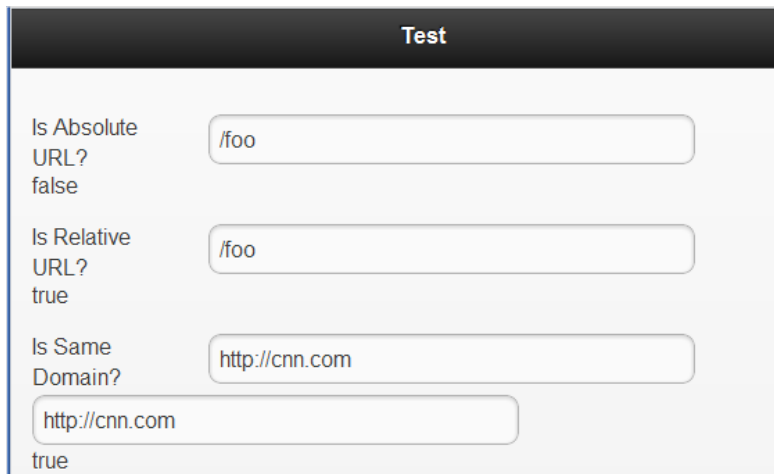 Test
Is Absolute
URL?
/foo
false
Is Relative
URL?
/foo
true
Is Same
Domain?
http://cnn.com
http://cnn.com
true